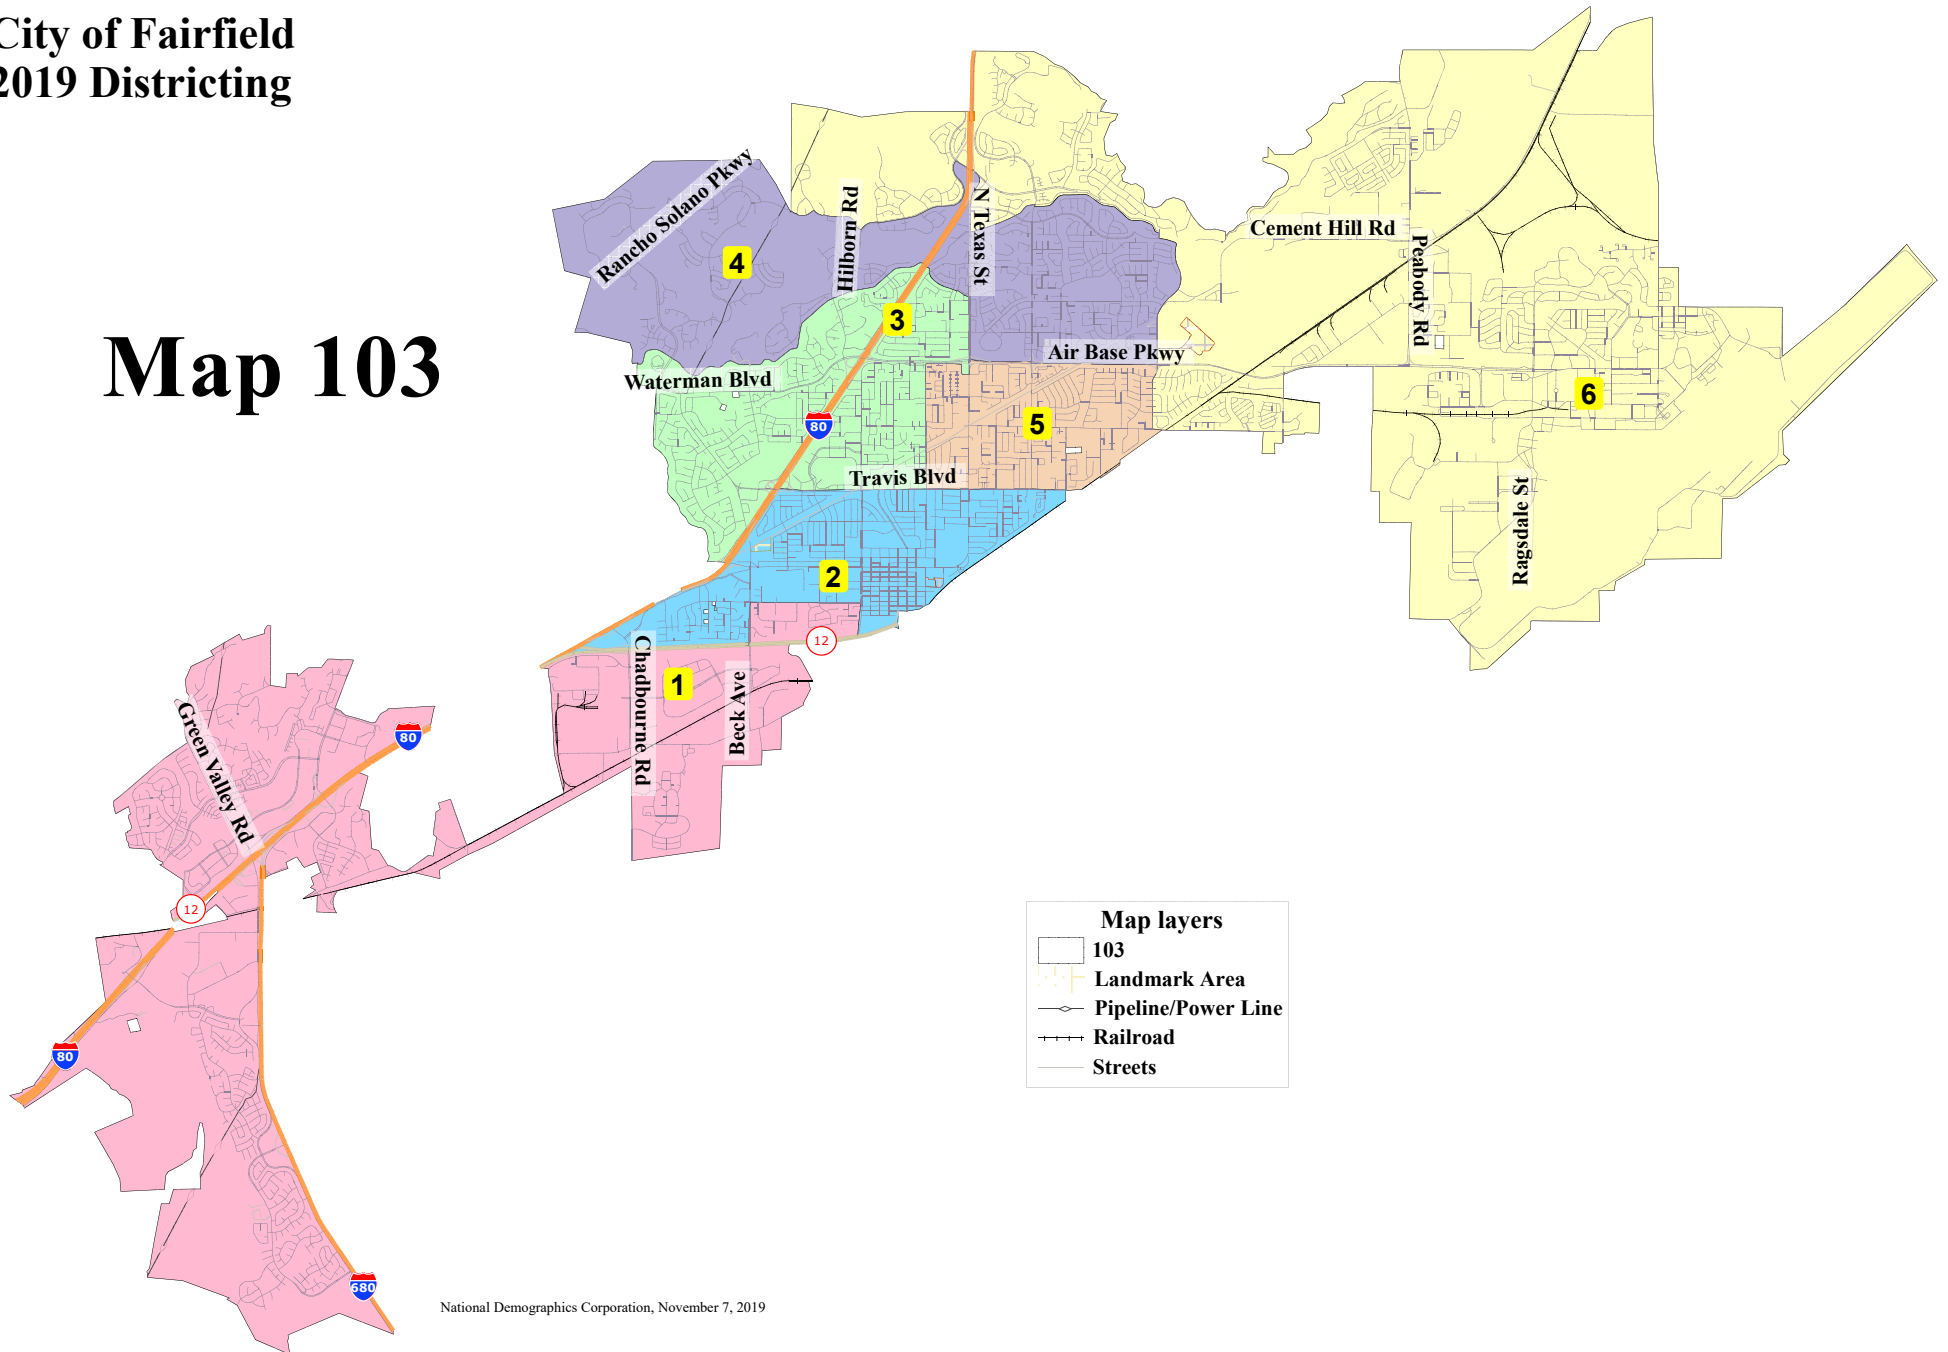 City of Fairfield
2019 Districting
Map 103
Rancho Solano Pkwy
Hilborn Rd
N Texas St
Cement Hill Rd
Peabody Rd
4
3
Air Base Pkwy
Waterman Blvd
6
80
5
Travis Blvd
Ragsdale St
2
12
Chadbourne Rd
1
Beck Ave
Green Valley Rd
80
12
80
680
Map layers
103
Landmark Area
Pipeline/Power Line
Railroad
Streets
National Demographics Corporation, November 7, 2019